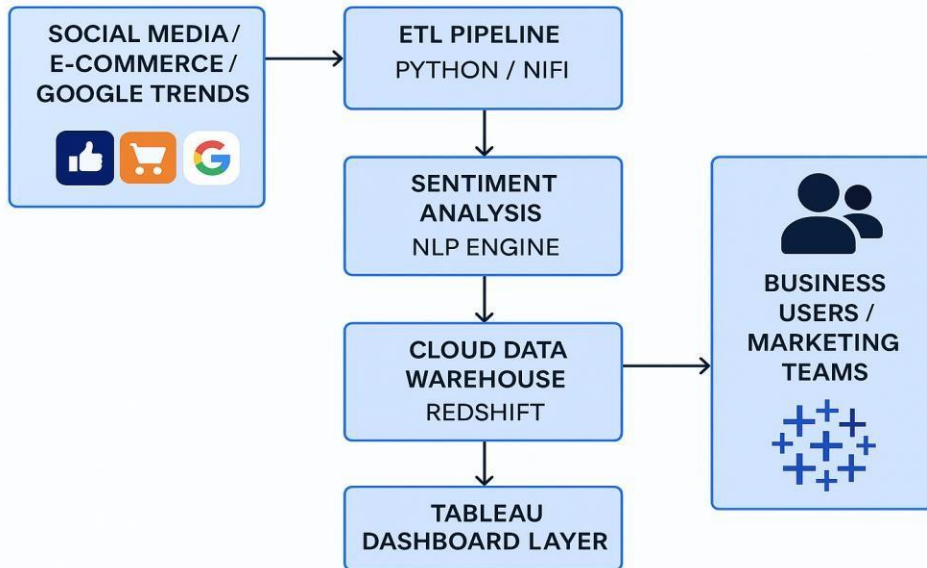 SOCIAL MEDIA /
E-COMMERCE /
GOOGLE TRENDS
ETL PIPELINE
PYTHON / NIFI
SENTIMENT
ANALYSIS
NLP ENGINE
CLOUD DATA
WAREHOUSE
REDSHIFT
TABLEAU
DASHBOARD LAYER
BUSINESS
USERS /
MARKETING
TEAMS